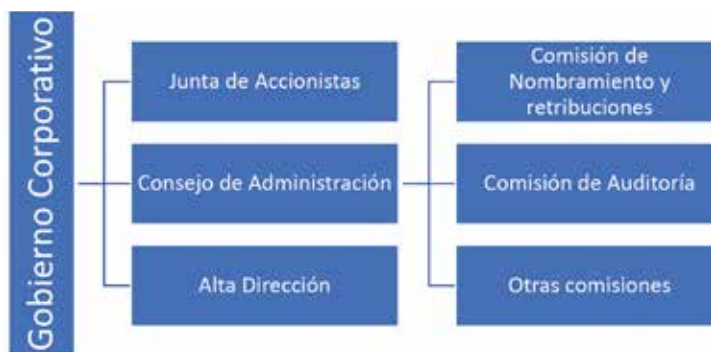 Gobierno Corporativo
Junta de Accionistas
Consejo de Administración
Alta Dirección
Comisión de
Nombramiento y
retribuciones
Comisión de Auditoría
Otras comisiones